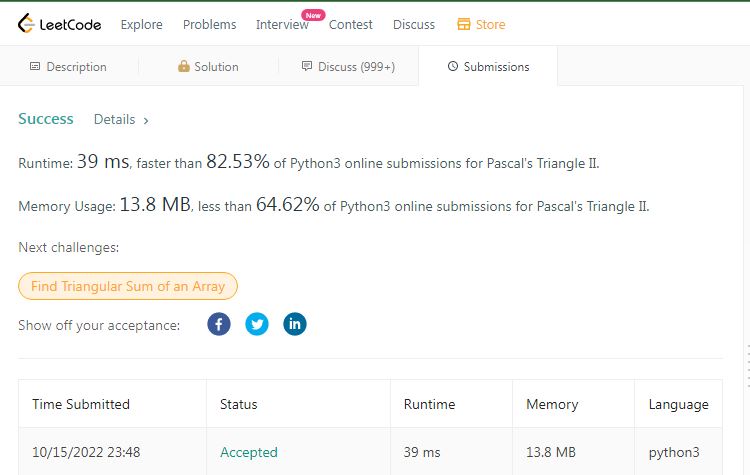 LeetCode Explore Problems Interview New Contest Discuss Store
Description Solution Discuss (999+) Submissions
Success Details ›
Runtime: 39 ms, faster than 82.53% of Python3 online submissions for Pascal's Triangle II.
Memory Usage: 13.8 MB, less than 64.62% of Python3 online submissions for Pascal's Triangle II.
Next challenges:
Find Triangular Sum of an Array
Show off your acceptance: f in
Time Submitted Status Runtime Memory Language
10/15/2022 23:48 Accepted 39 ms 13.8 MB python3